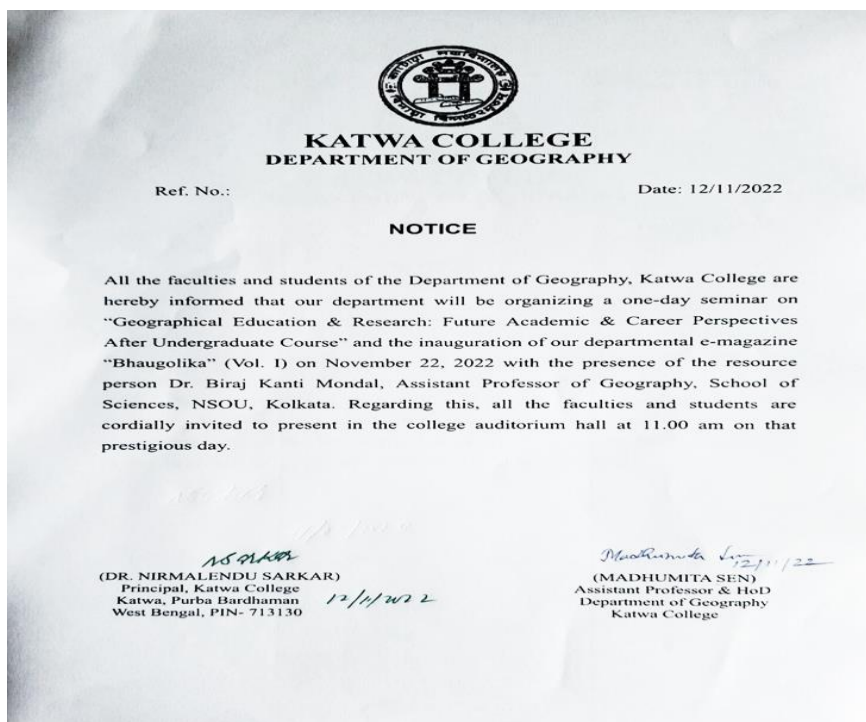 KATWA COLLEGE
DEPARTMENT OF GEOGRAPHY
Ref. No.:
Date: 12/11/2022
NOTICE
All the faculties and students of the Department of Geography, Katwa College are
hereby informed that our department will be organizing a one-day seminar on
“Geographical Education & Research: Future Academic & Career Perspectives
After Undergraduate Course” and the inauguration of our departmental e-magazine
“Bhaugolika” (Vol. I) on November 22, 2022 with the presence of the resource
person Dr. Biraj Kanti Mondal, Assistant Professor of Geography, School of
Sciences, NSOU, Kolkata. Regarding this, all the faculties and students are
cordially invited to present in the college auditorium hall at 11.00 am on that
prestigious day.
NSarkar
(DR. NIRMALENDU SARKAR)
Principal, Katwa College
Katwa, Purba Bardhaman
West Bengal, PIN- 713130
12/11/2022
Madhumita Sen
12/11/22
(MADHUMITA SEN)
Assistant Professor & HoD
Department of Geography
Katwa College